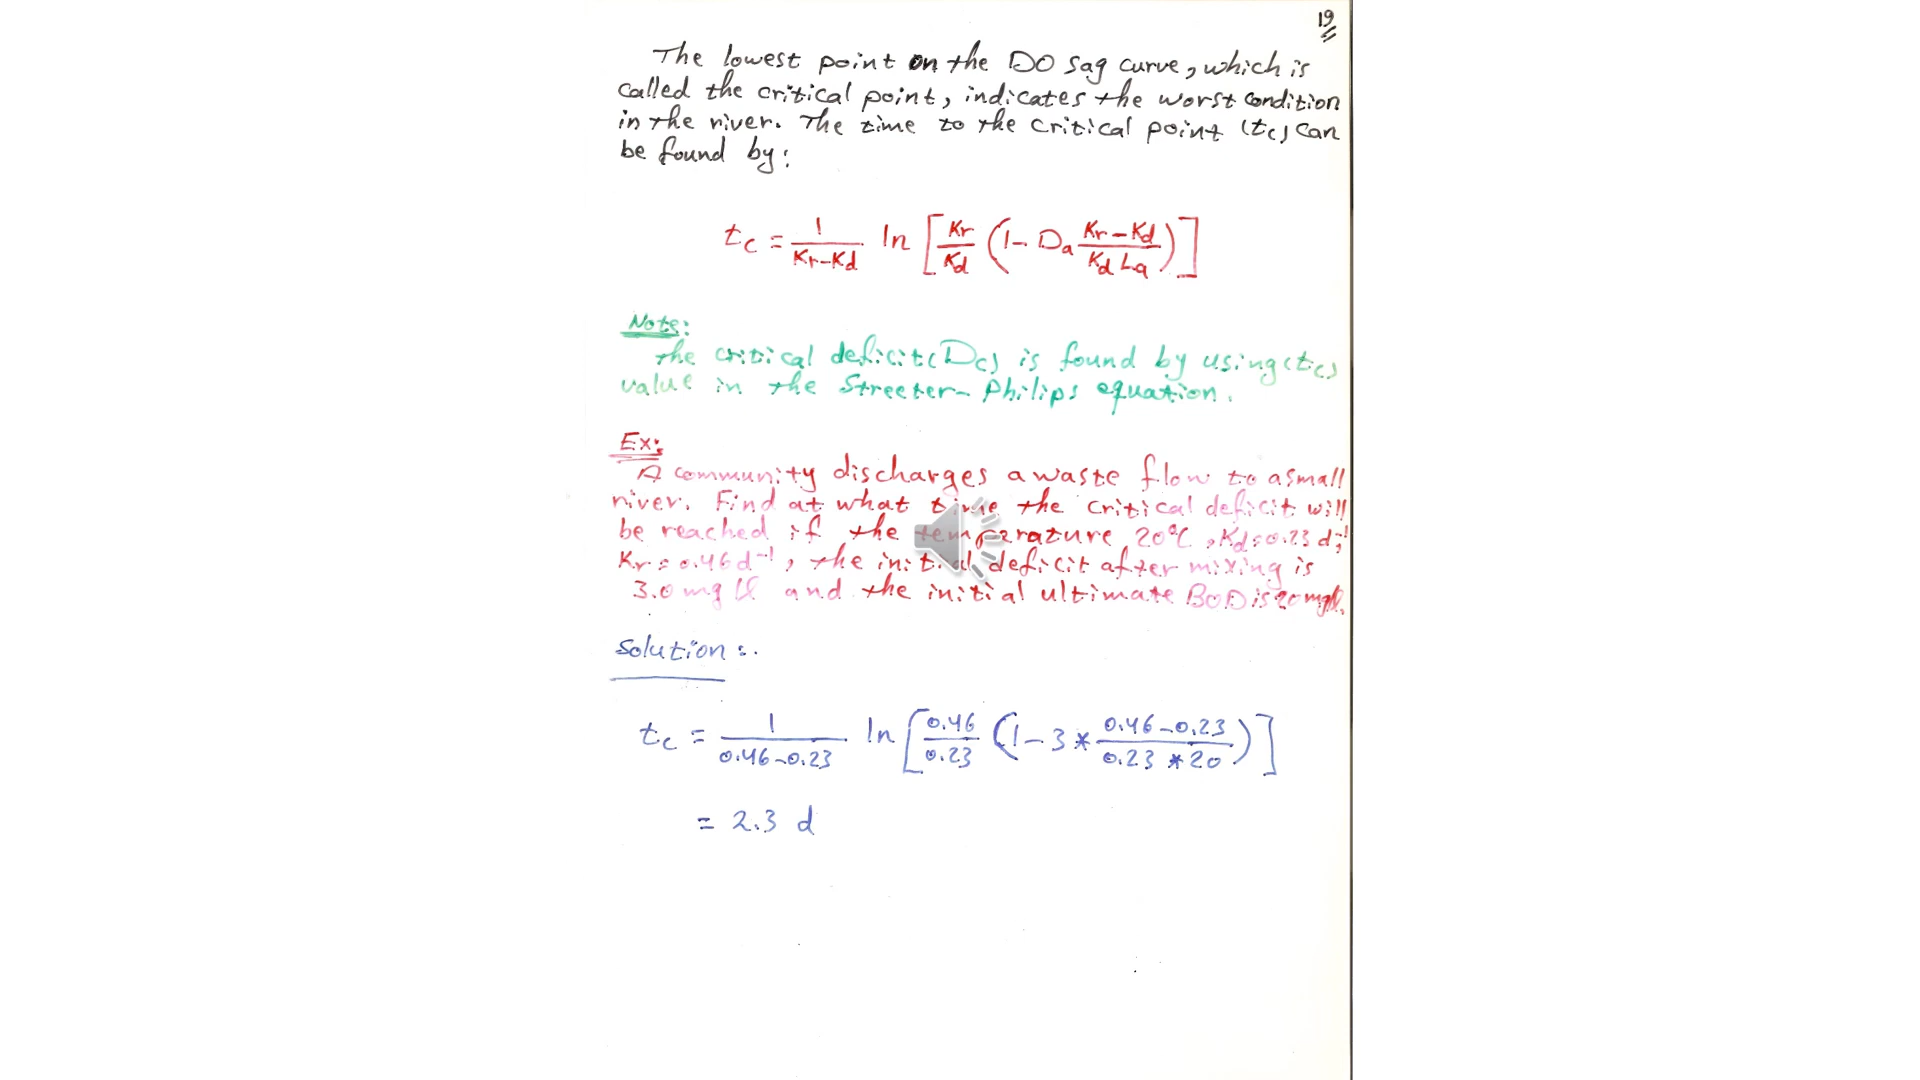 19
The lowest point on the DO sag curve, which is
called the critical point, indicates the worst condition
in the river. The time to the critical point (tc) can
be found by:
tc = 1/(Kr-Kd) ln [Kr/Kd (1 - Da (Kr-Kd)/(Kd La))]
Note:
the critical deficit (Dc) is found by using (tc)
value in the Streeter-Philips equation.
Ex:
A community discharges a waste flow to a small
river. Find at what time the critical deficit will
be reached if the temperature 20°C, Kd = 0.23 d⁻¹,
Kr = 0.46 d⁻¹, the initial deficit after mixing is
3.0 mg/l and the initial ultimate BOD is 20 mg/l.
Solution:.
tc = 1/(0.46-0.23) ln [0.46/0.23 (1 - 3 * (0.46-0.23)/(0.23 * 20))]
= 2.3 d